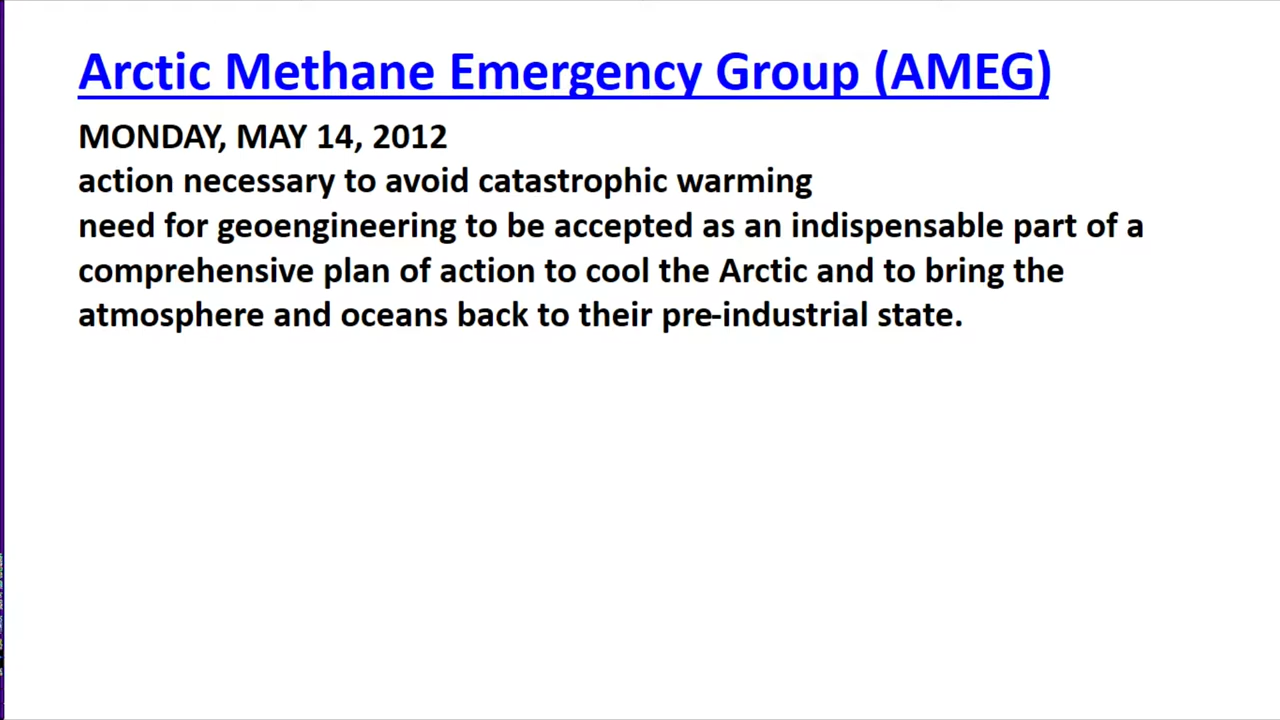 Arctic Methane Emergency Group (AMEG)
MONDAY, MAY 14, 2012
action necessary to avoid catastrophic warming
need for geoengineering to be accepted as an indispensable part of a
comprehensive plan of action to cool the Arctic and to bring the
atmosphere and oceans back to their pre-industrial state.